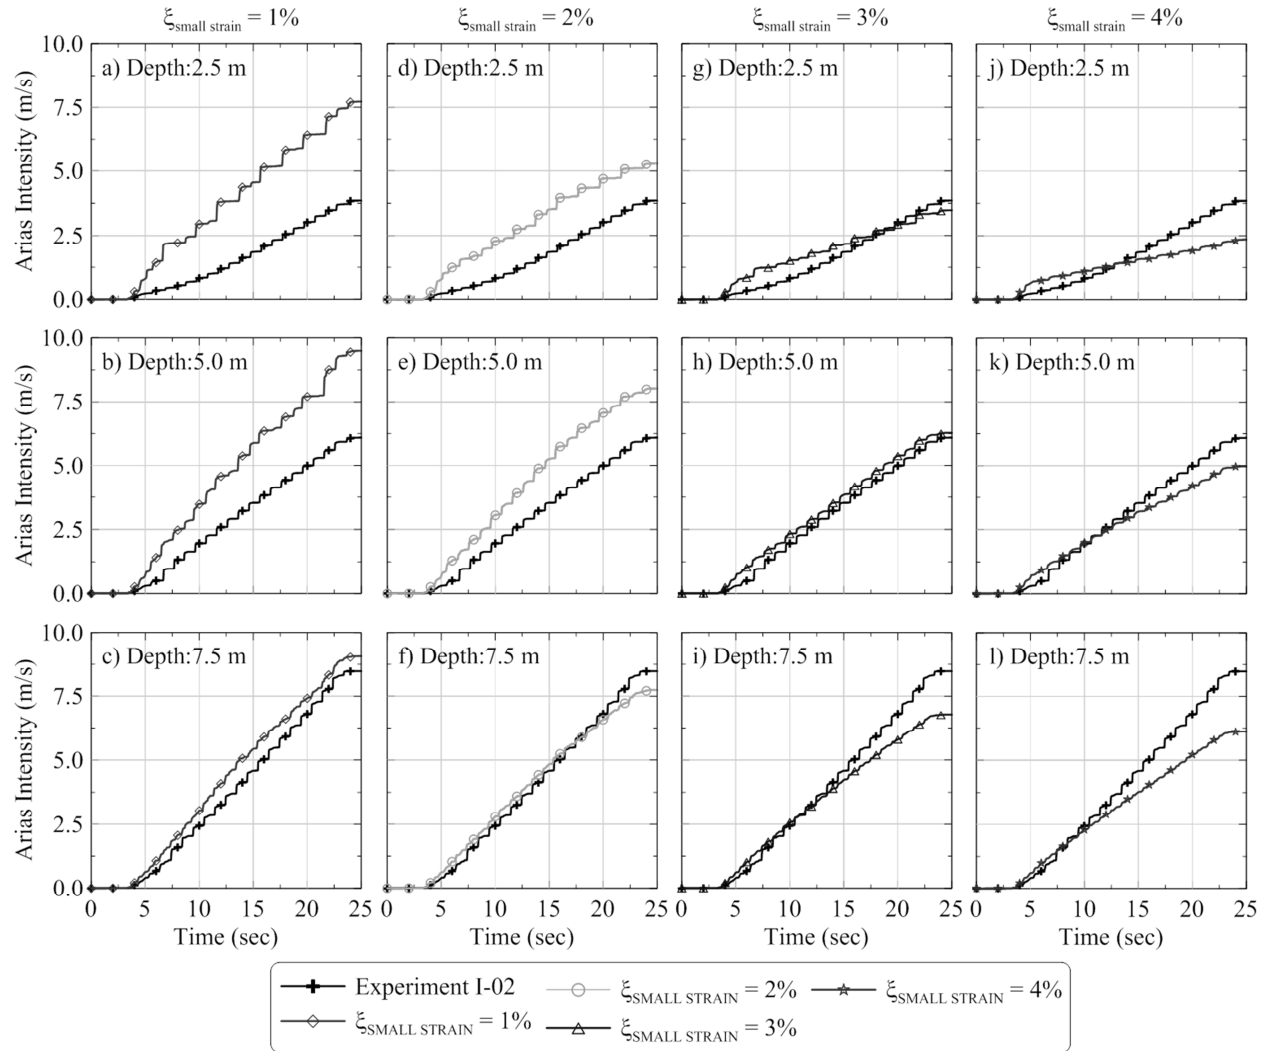 ξsmall strain = 1% ξsmall strain = 2% ξsmall strain = 3% ξsmall strain = 4%
10.0 a) Depth:2.5 m d) Depth:2.5 m g) Depth:2.5 m j) Depth:2.5 m
7.5
5.0
2.5
0.0
Arias Intensity (m/s)
10.0 b) Depth:5.0 m e) Depth:5.0 m h) Depth:5.0 m k) Depth:5.0 m
7.5
5.0
2.5
0.0
Arias Intensity (m/s)
10.0 c) Depth:7.5 m f) Depth:7.5 m i) Depth:7.5 m l) Depth:7.5 m
7.5
5.0
2.5
0.0
Arias Intensity (m/s)
0 5 10 15 20 25 0 5 10 15 20 25 0 5 10 15 20 25 0 5 10 15 20 25
Time (sec) Time (sec) Time (sec) Time (sec)
Experiment I-02 ξSMALL STRAIN = 2% ξSMALL STRAIN = 4%
ξSMALL STRAIN = 1% ξSMALL STRAIN = 3%